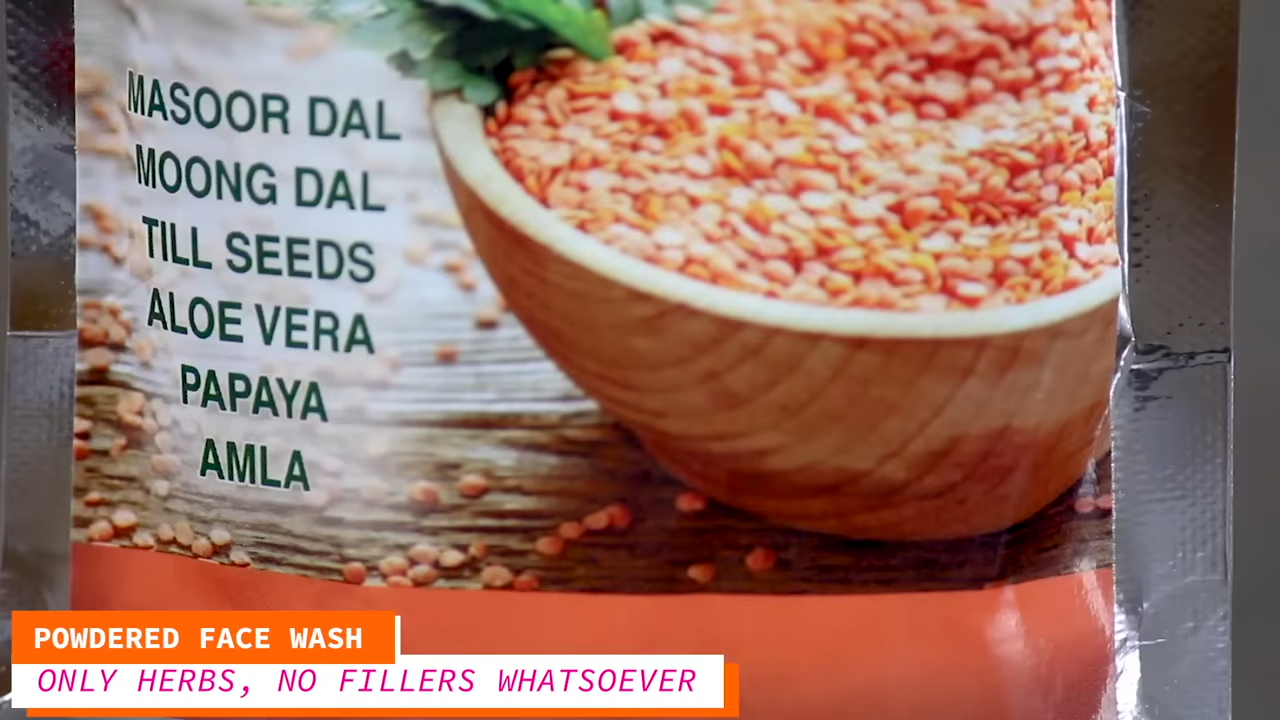 MASOOR DAL
MOONG DAL
TILL SEEDS
ALOE VERA
PAPAYA
AMLA
POWDERED FACE WASH
ONLY HERBS, NO FILLERS WHATSOEVER